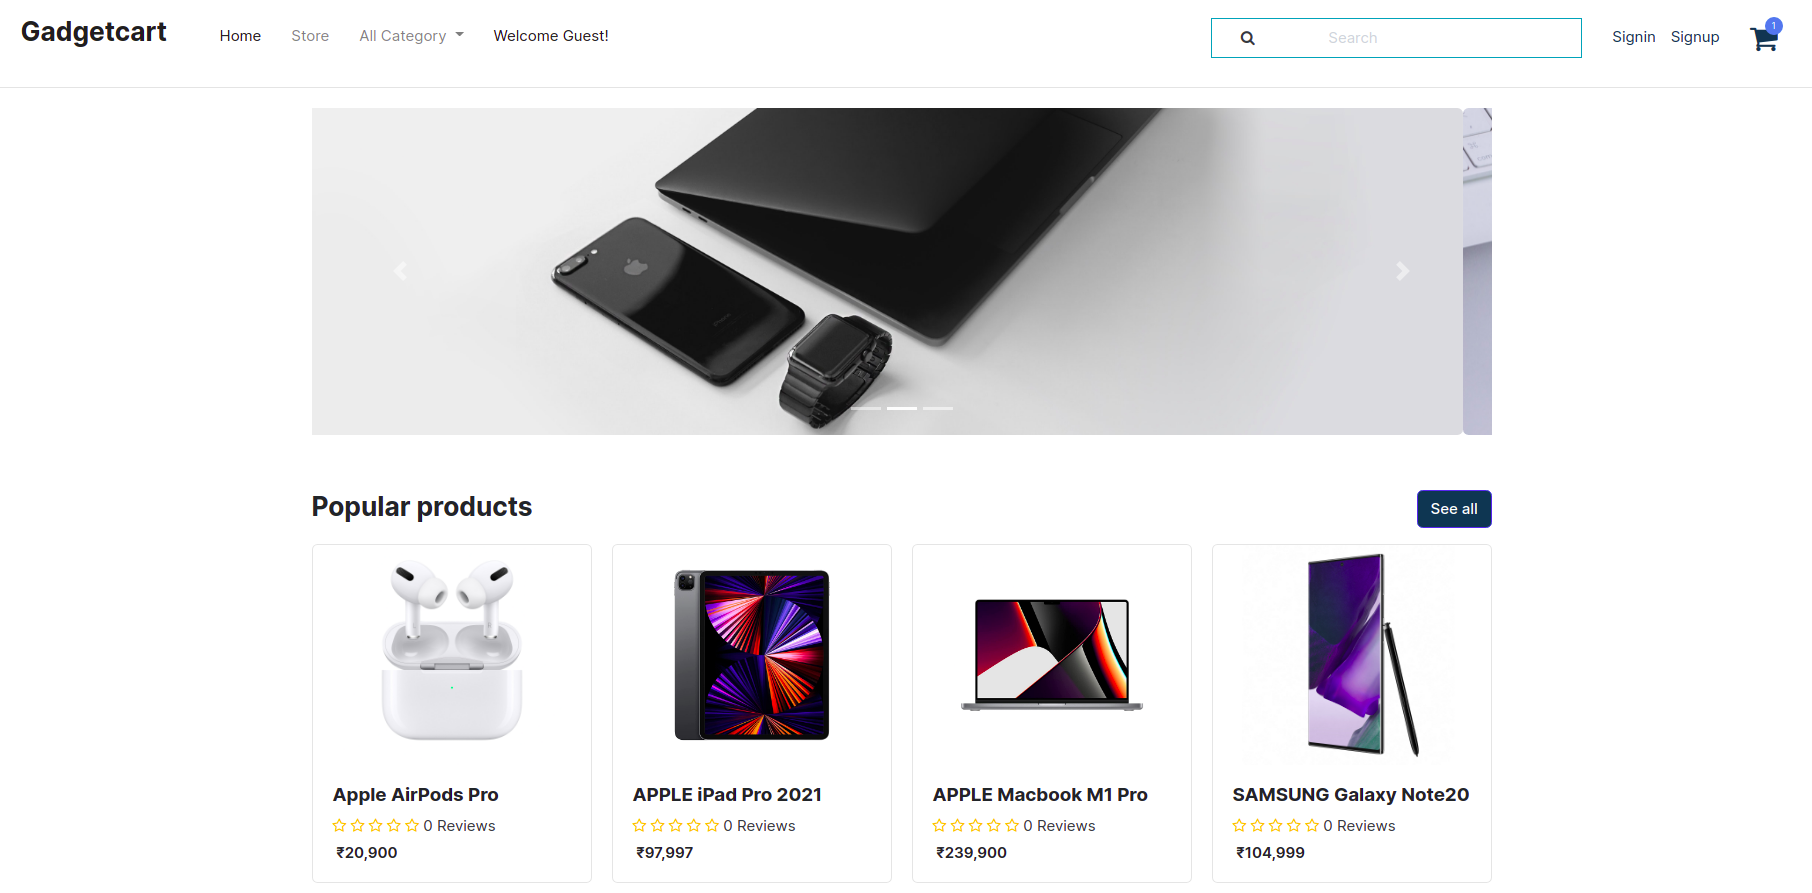 Gadgetcart
Home Store All Category Welcome Guest!
Search
Signin Signup
1
Popular products
See all
Apple AirPods Pro
0 Reviews
₹20,900
APPLE iPad Pro 2021
0 Reviews
₹97,997
APPLE Macbook M1 Pro
0 Reviews
₹239,900
SAMSUNG Galaxy Note20
0 Reviews
₹104,999